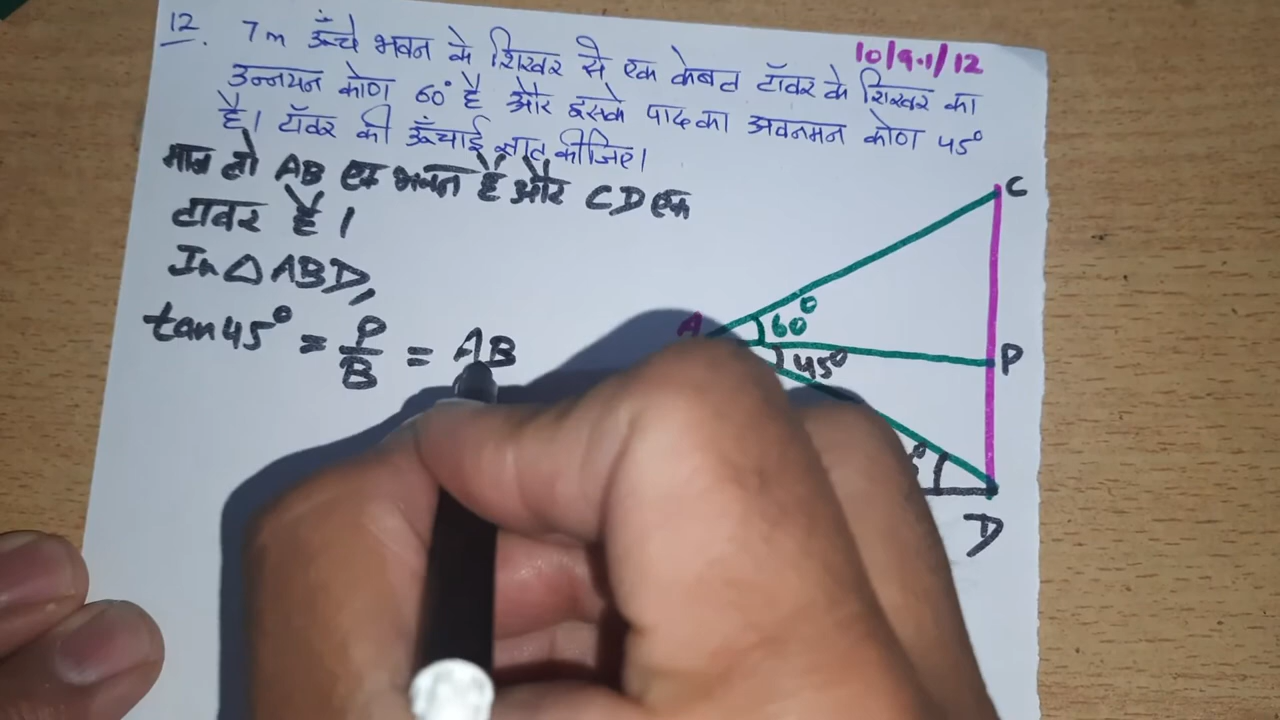 12. 7m ऊँचे भवन के शिखर से एक केबल टॉवर के शिखर का
10/9.1/12
उन्नयन कोण 60° है और इसके पाद का अवनमन कोण 45°
है। टॉवर की ऊँचाई ज्ञात कीजिए।
मान लो AB एक भवन है और CD एक
टावर है।
In △ABD,
tan45° = P/B = AB
C
A
60°
45°
P
D